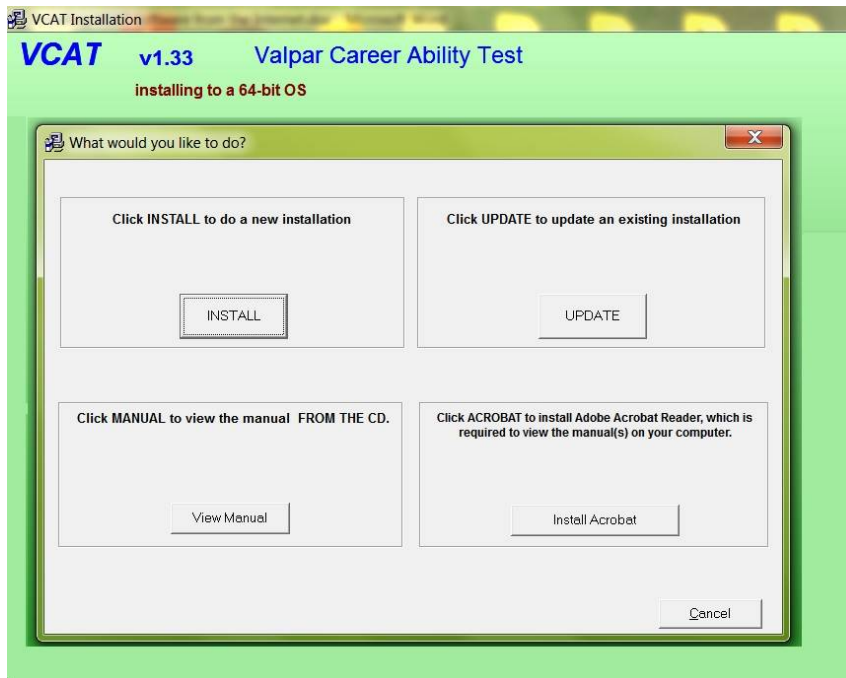 VCAT Installation
VCAT v1.33 Valpar Career Ability Test
installing to a 64-bit OS
What would you like to do?
Click INSTALL to do a new installation
INSTALL
Click UPDATE to update an existing installation
UPDATE
Click MANUAL to view the manual FROM THE CD.
View Manual
Click ACROBAT to install Adobe Acrobat Reader, which is
required to view the manual(s) on your computer.
Install Acrobat
Cancel